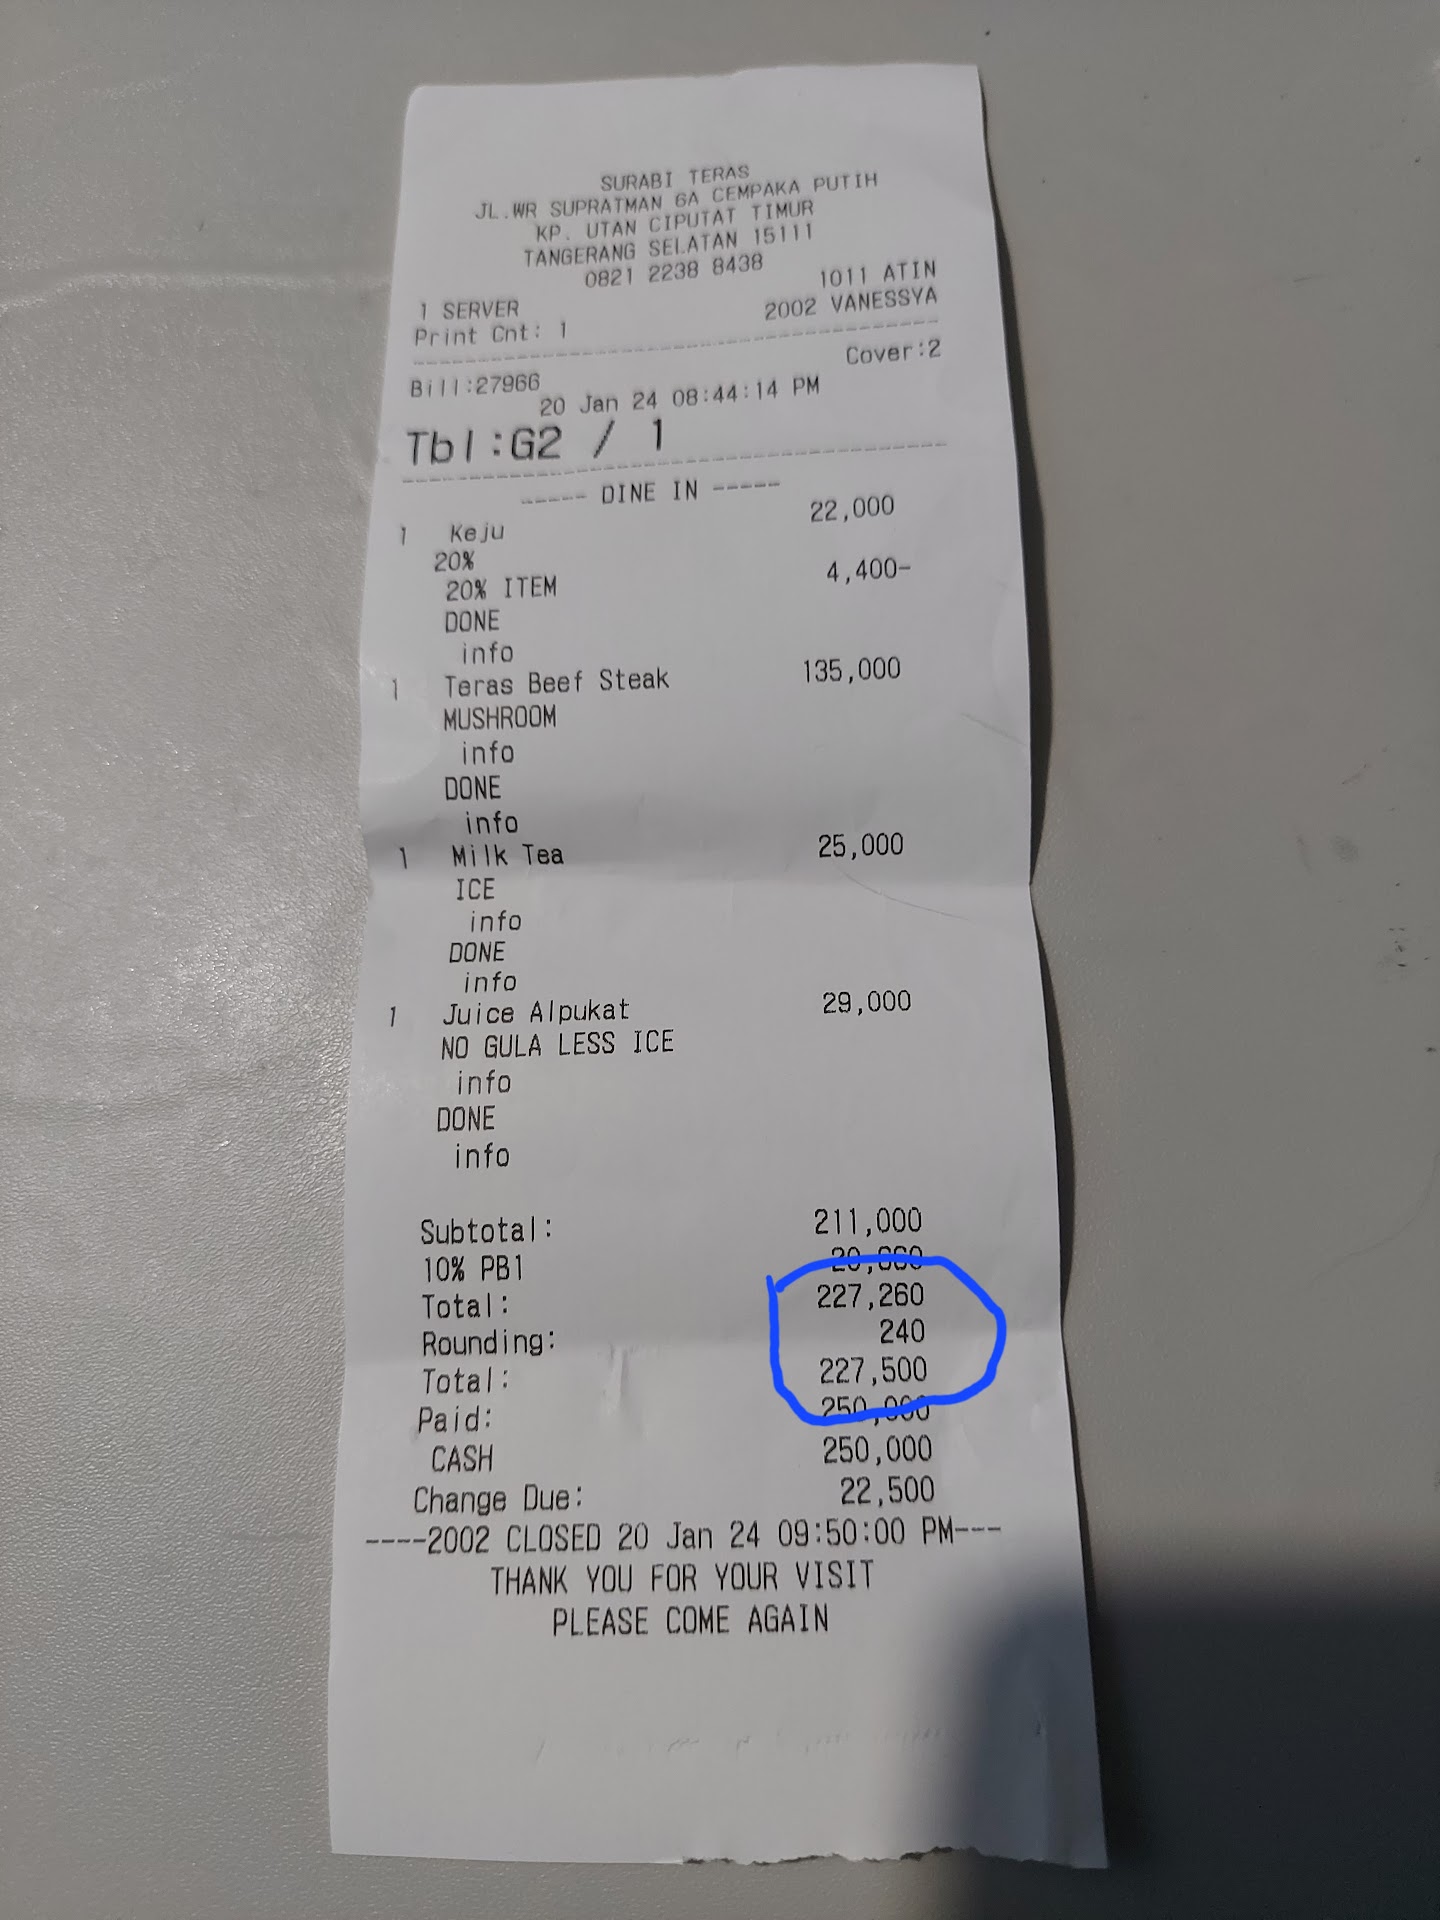 SURABI TERAS
JL.WR SUPRATMAN 6A CEMPAKA PUTIH
KP. UTAN CIPUTAT TIMUR
TANGERANG SELATAN 15111
0821 2238 8438
1 SERVER 1011 ATIN
Print Cnt: 1 2002 VANESSYA
Bill:27966 Cover:2
20 Jan 24 08:44:14 PM
Tbl:G2 / 1
----- DINE IN -----
1 Keju 22,000
20%
20% ITEM 4,400-
DONE
info
1 Teras Beef Steak 135,000
MUSHROOM
info
DONE
info
1 Milk Tea 25,000
ICE
info
DONE
info
1 Juice Alpukat 29,000
NO GULA LESS ICE
info
DONE
info
Subtotal: 211,000
10% PB1 20,660
Total: 227,260
Rounding: 240
Total: 227,500
Paid: 250,000
CASH 250,000
Change Due: 22,500
----2002 CLOSED 20 Jan 24 09:50:00 PM---
THANK YOU FOR YOUR VISIT
PLEASE COME AGAIN